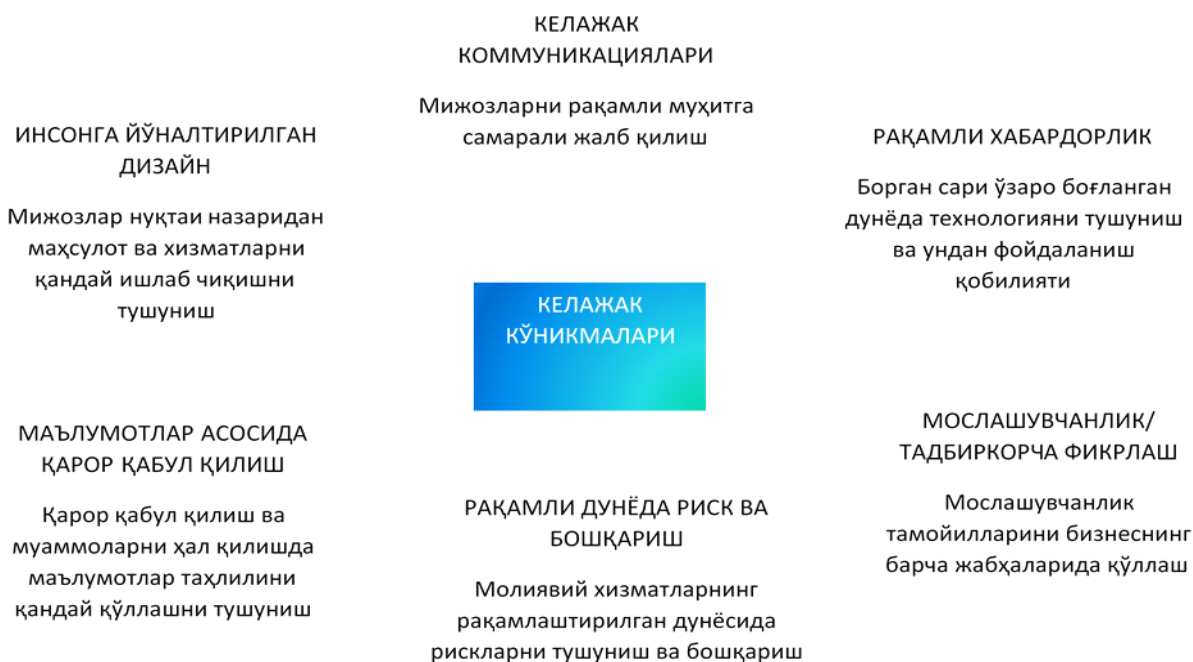 КЕЛАЖАК
КОММУНИКАЦИЯЛАРИ
Мижозларни рақамли муҳитга
самарали жалб қилиш
ИНСОНГА ЙЎНАЛТИРИЛГАН
ДИЗАЙН
Мижозлар нуқтаи назаридан
маҳсулот ва хизматларни
қандай ишлаб чиқишни
тушуниш
РАҚАМЛИ ХАБАРДОРЛИК
Борган сари ўзаро боғланган
дунёда технологияни тушуниш
ва ундан фойдаланиш
қобилияти
КЕЛАЖАК
КЎНИКМАЛАРИ
МАЪЛУМОТЛАР АСОСИДА
ҚАРОР ҚАБУЛ ҚИЛИШ
Қарор қабул қилиш ва
муаммоларни ҳал қилишда
маълумотлар таҳлилини
қандай қўллашни тушуниш
РАҚАМЛИ ДУНЁДА РИСК ВА
БОШҚАРИШ
Молиявий хизматларнинг
рақамлаштирилган дунёсида
рискларни тушуниш ва бошқариш
МОСЛАШУВЧАНЛИК/
ТАДБИРКОРЧА ФИКРЛАШ
Мослашувчанлик
тамойилларини бизнеснинг
барча жабҳаларида қўллаш